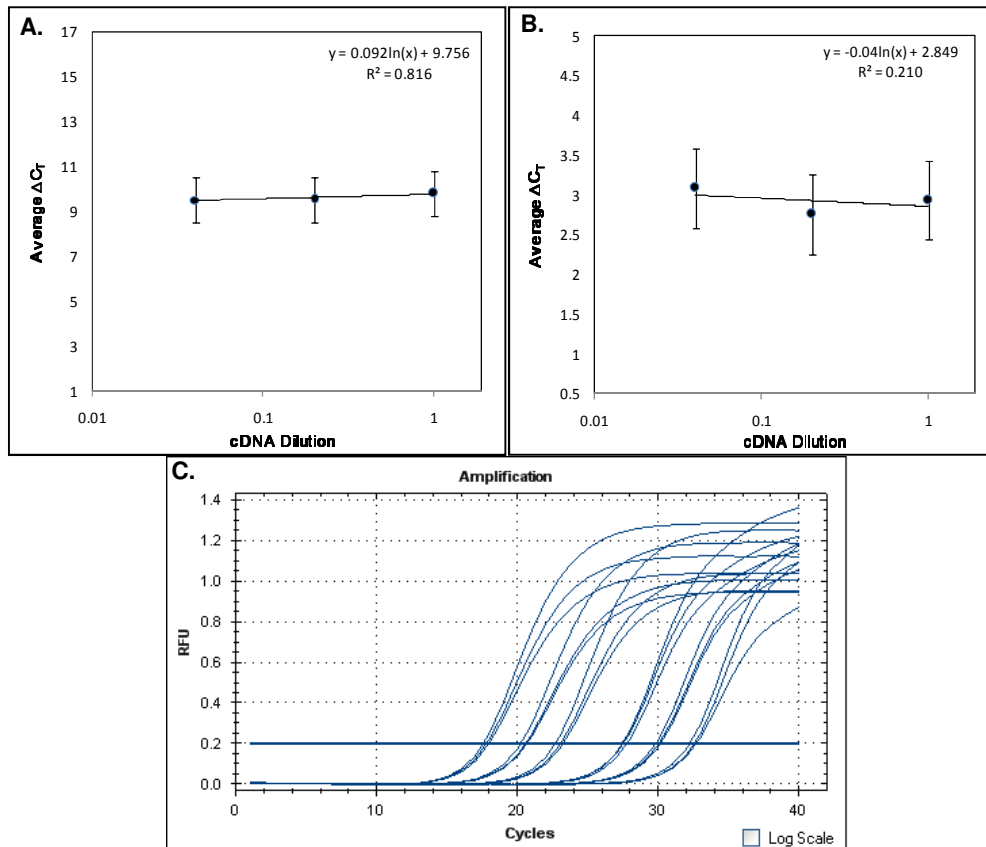 A.
y = 0.092ln(x) + 9.756
R² = 0.816
17
15
13
11
9
7
5
3
1
Average ΔC_T
0.01
0.1
1
cDNA Dilution
B.
y = -0.04ln(x) + 2.849
R² = 0.210
5
4.5
4
3.5
3
2.5
2
1.5
1
0.5
Average ΔC_T
0.01
0.1
1
cDNA Dilution
C.
Amplification
1.4
1.2
1.0
0.8
0.6
0.4
0.2
0.0
RFU
0
10
20
30
40
Cycles
Log Scale